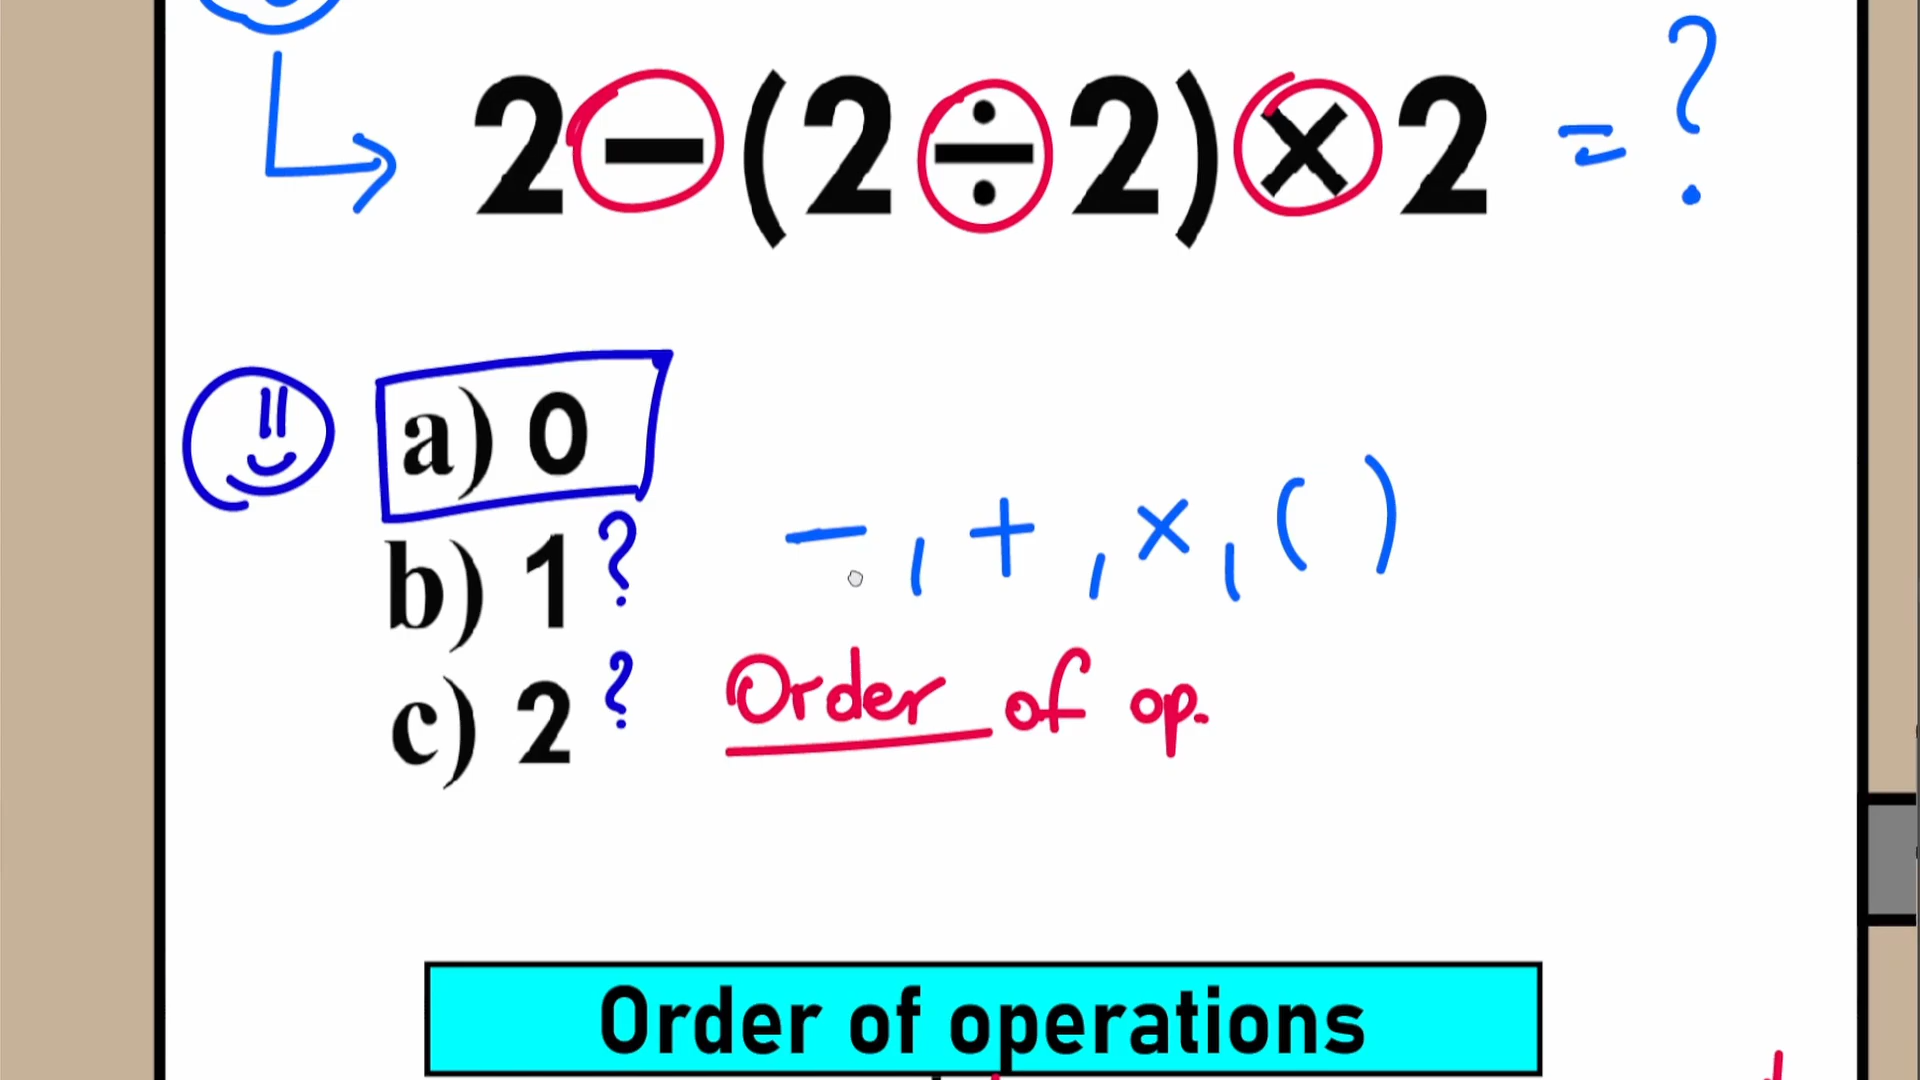 2−(2÷2)×2 = ?
a) 0
b) 1 ?
c) 2 ?
−, +, ×, ( )
Order of op.
Order of operations